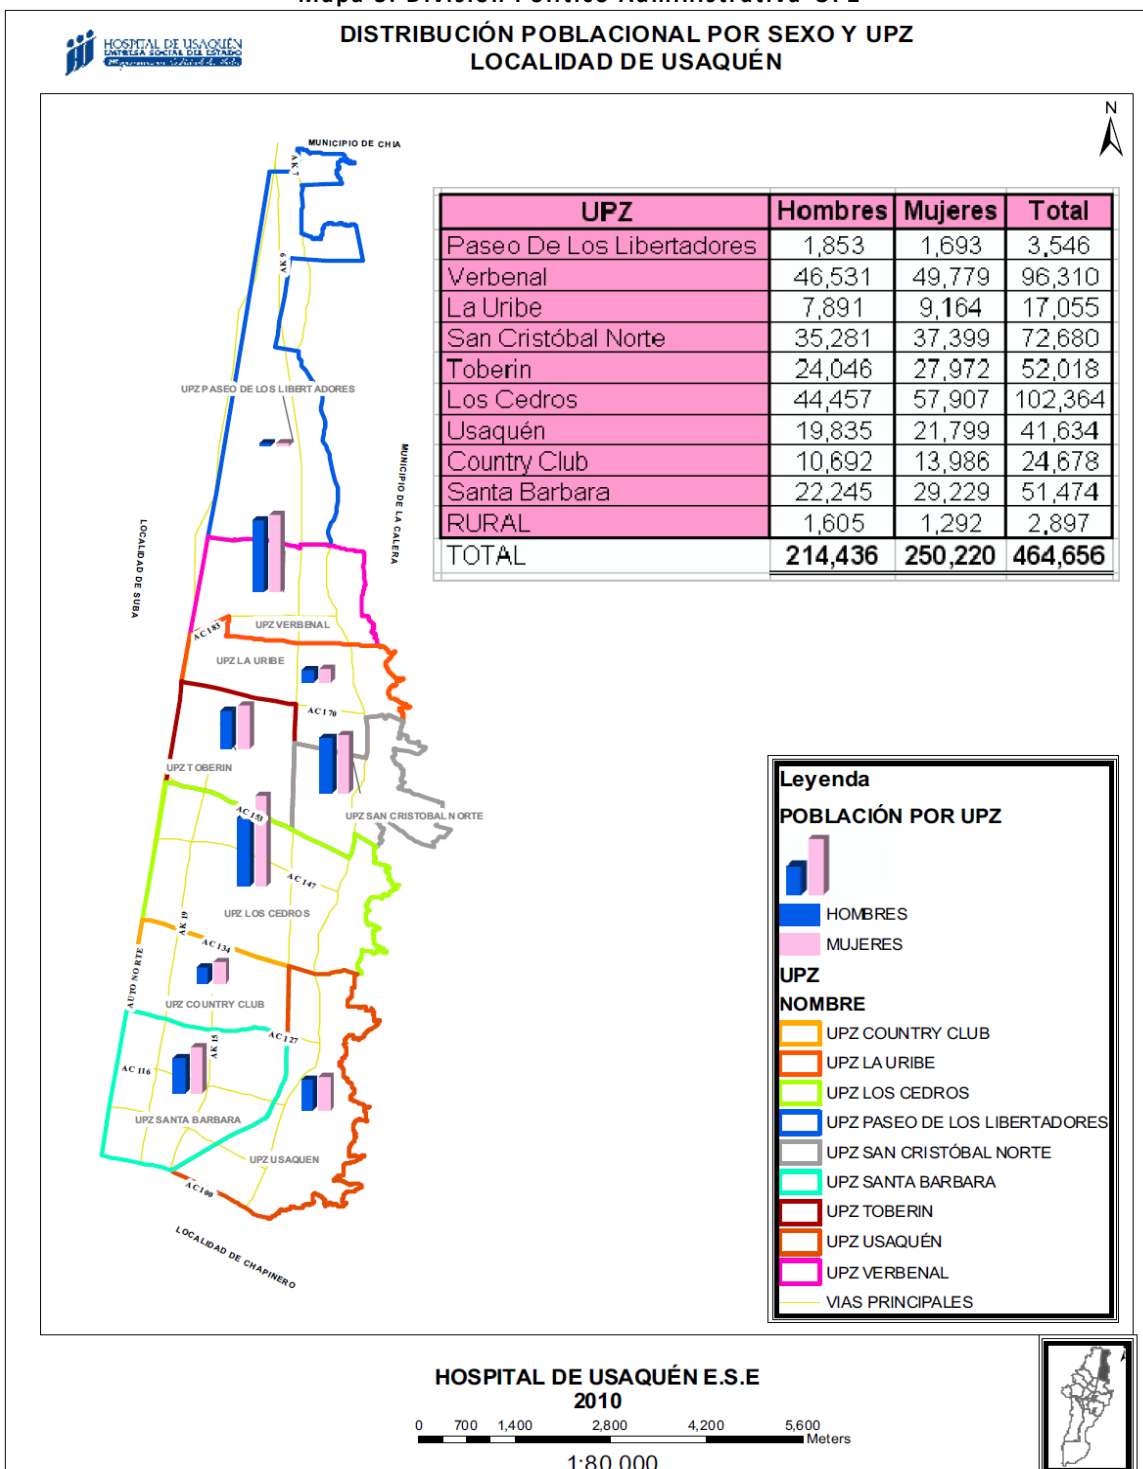 Mapa 3. División Político Administrativa UPZ
HOSPITAL DE USAQUÉN
EMPRESA SOCIAL DEL ESTADO
DISTRIBUCIÓN POBLACIONAL POR SEXO Y UPZ
LOCALIDAD DE USAQUÉN
N
MUNICIPIO DE CHIA
AK 7
AK 9
UPZ Hombres Mujeres Total
Paseo De Los Libertadores 1,853 1,693 3,546
Verbenal 46,531 49,779 96,310
La Uribe 7,891 9,164 17,055
San Cristóbal Norte 35,281 37,399 72,680
Toberin 24,046 27,972 52,018
Los Cedros 44,457 57,907 102,364
Usaquén 19,835 21,799 41,634
Country Club 10,692 13,986 24,678
Santa Barbara 22,245 29,229 51,474
RURAL 1,605 1,292 2,897
TOTAL 214,436 250,220 464,656
UPZ PASEO DE LOS LIBERTADORES
MUNICIPIO DE LA CALERA
LOCALIDAD DE SUBA
AC 183
UPZ VERBENAL
UPZ LA URIBE
AC 170
UPZ TOBERIN
AC 153
UPZ SAN CRISTOBAL NORTE
AC 147
UPZ LOS CEDROS
AK 19
AC 134
AUTO NORTE
UPZ COUNTRY CLUB
AC 127
AK 15
AC 116
UPZ SANTA BARBARA
UPZ USAQUEN
AC 100
LOCALIDAD DE CHAPINERO
Leyenda
POBLACIÓN POR UPZ
HOMBRES
MUJERES
UPZ
NOMBRE
UPZ COUNTRY CLUB
UPZ LA URIBE
UPZ LOS CEDROS
UPZ PASEO DE LOS LIBERTADORES
UPZ SAN CRISTÓBAL NORTE
UPZ SANTA BARBARA
UPZ TOBERIN
UPZ USAQUÉN
UPZ VERBENAL
VIAS PRINCIPALES
HOSPITAL DE USAQUÉN E.S.E
2010
0 700 1,400 2,800 4,200 5,600
Meters
1:80,000